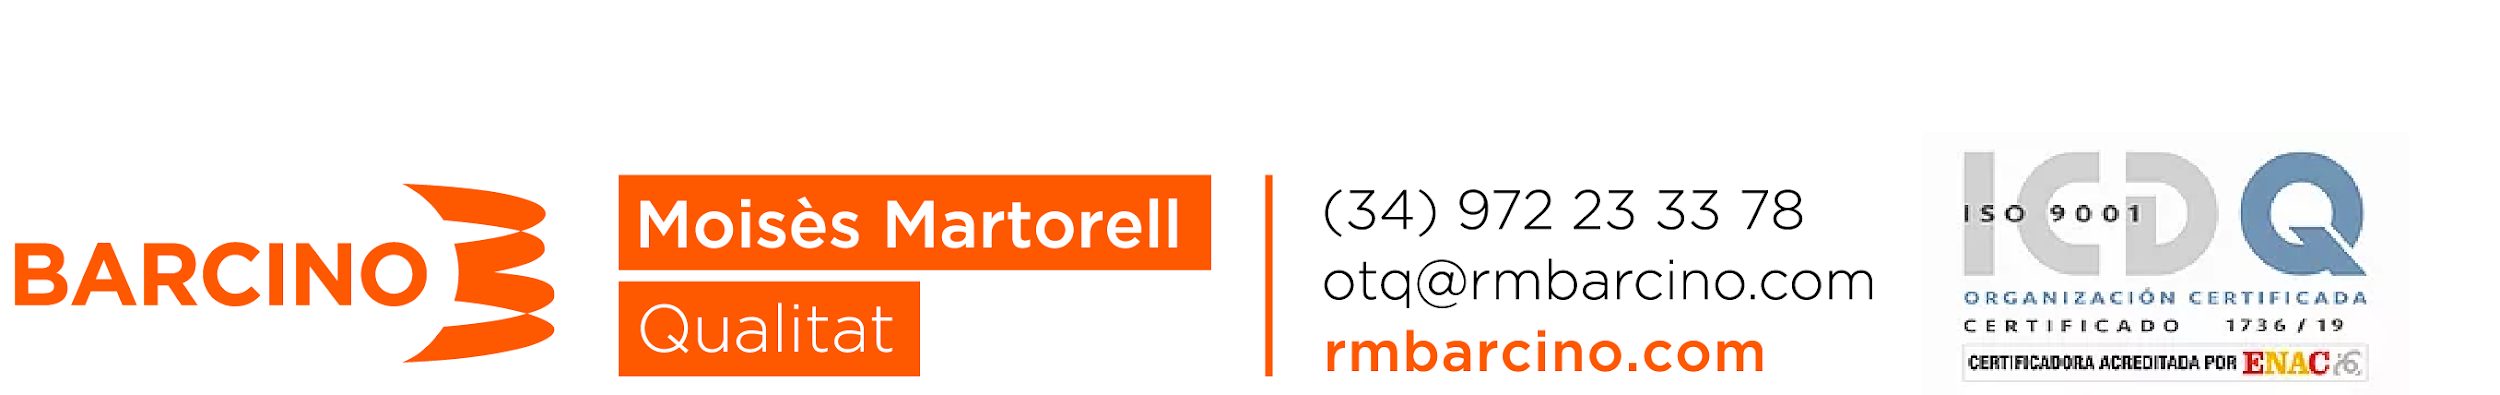 BARCINO
Moisès Martorell
Qualitat
(34) 972 23 33 78
otq@rmbarcino.com
rmbarcino.com
ICDQ
ISO 9001
ORGANIZACIÓN CERTIFICADA
CERTIFICADO 1736/19
CERTIFICADORA ACREDITADA POR ENAC